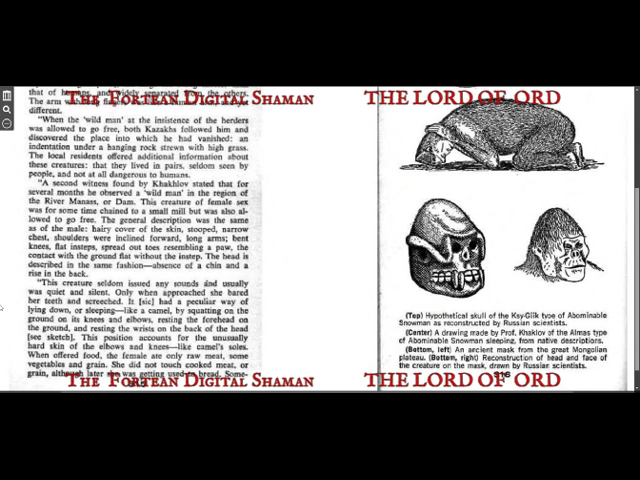 that of humans, and widely separated from the others.
The arm
different.
"When the 'wild man' at the insistence of the herders
was allowed to go free, both Kazakhs followed him and
discovered the place into which he had vanished: an
indentation under a hanging rock strewn with high grass.
The local residents offered additional information about
these creatures: that they lived in pairs, seldom seen by
people, and not at all dangerous to humans.
"A second witness found by Khakhlov stated that for
several months he observed a 'wild man' in the region of
the River Manass, or Dam. This creature of female sex
was for some time chained to a small mill but was also al-
lowed to go free. The general description was the same
as of the male: hairy cover of the skin, stooped, narrow
chest, shoulders were inclined forward, long arms; bent
knees, flat insteps, spread out toes resembling a paw, the
contact with the ground flat without the instep. The head is
described in the same fashion—absence of a chin and a
rise in the back.
"This creature seldom issued any sounds and usually
was quiet and silent. Only when approached she bared
her teeth and screeched. It [sic] had a peculiar way of
lying down, or sleeping—like a camel, by squatting on the
ground on its knees and elbows, resting the forehead on
the ground, and resting the wrists on the back of the head
[see sketch]. This position accounts for the unusually
hard skin of the elbows and knees—like camel's soles.
When offered food, the female ate only raw meat, some
vegetables and grain. She did not touch cooked meat, or
grain, although later she was getting used to bread. Some-
The Fortean Digital Shaman
The Fortean Digital Shaman
THE LORD OF ORD
(Top) Hypothetical skull of the Ksy-Giik type of Abominable
Snowman as reconstructed by Russian scientists.
(Center) A drawing made by Prof. Khaklov of the Almas type
of Abominable Snowman sleeping, from native descriptions.
(Bottom, left) An ancient mask from the great Mongolian
plateau. (Bottom, right) Reconstruction of head and face of
the creature on the mask, drawn by Russian scientists.
THE LORD OF ORD